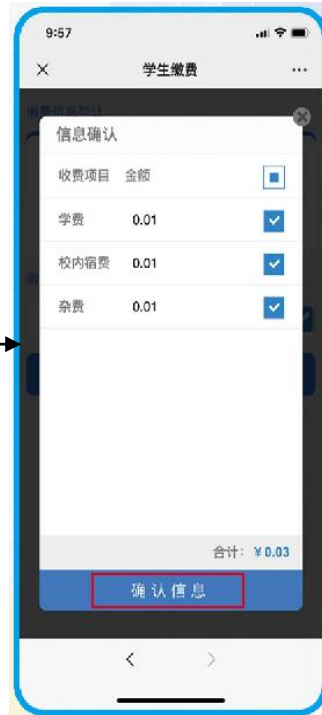 9:57
学生缴费
信息确认
收费项目 金额
学费 0.01
校内宿费 0.01
杂费 0.01
合计: ¥0.03
确认信息